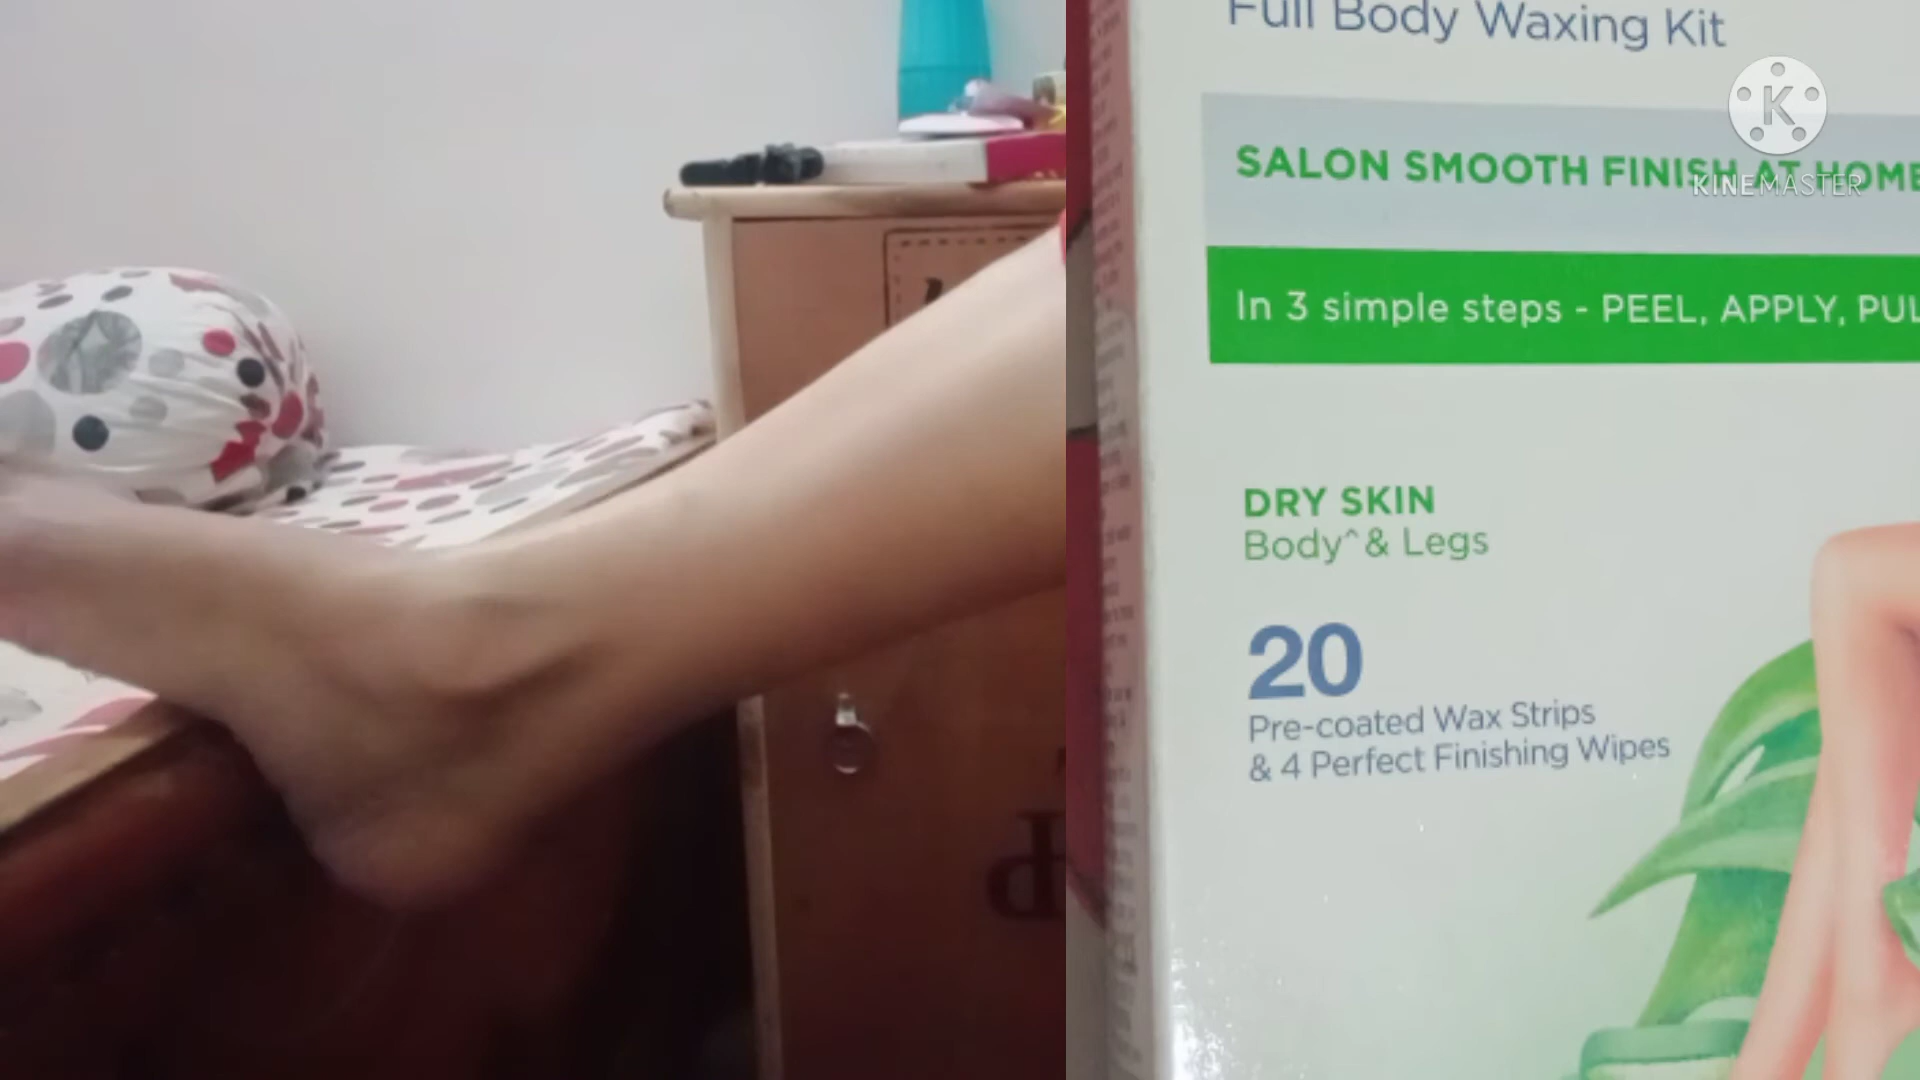 Full Body Waxing Kit
K
SALON SMOOTH FINISH AT HOME
KINEMASTER
In 3 simple steps - PEEL, APPLY, PUL
DRY SKIN
Body^ & Legs
20
Pre-coated Wax Strips
& 4 Perfect Finishing Wipes